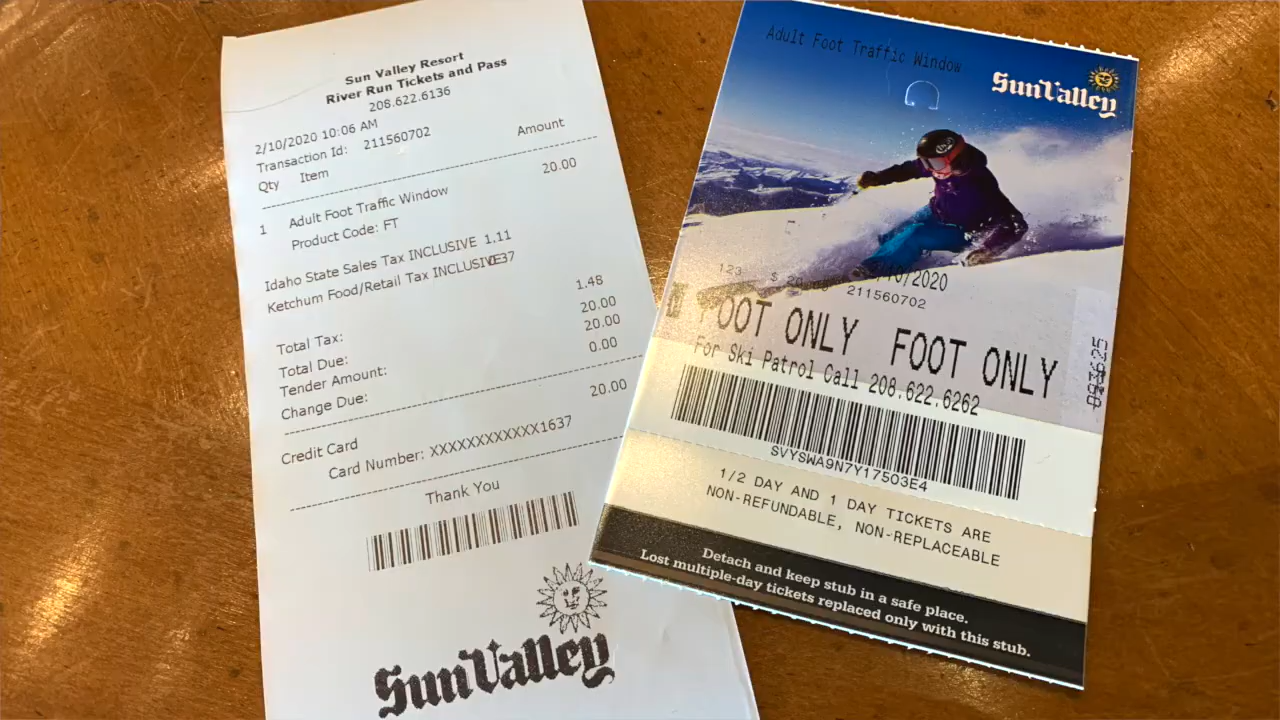 Sun Valley Resort
River Run Tickets and Pass
208.622.6136
2/10/2020 10:06 AM
Transaction Id: 211560702
Qty Item Amount
1 Adult Foot Traffic Window 20.00
Product Code: FT
Idaho State Sales Tax INCLUSIVE 1.11
Ketchum Food/Retail Tax INCLUSIVE
Total Tax: 1.48
Total Due: 20.00
Tender Amount: 20.00
Change Due: 0.00
Credit Card 20.00
Card Number: XXXXXXXXXXXX1637
Thank You
Sun Valley
Adult Foot Traffic Window
Sun Valley
123
211560702
FOOT ONLY FOOT ONLY
For Ski Patrol Call 208.622.6262
SVYSWA9N7Y17503E4
1/2 DAY AND 1 DAY TICKETS ARE
NON-REFUNDABLE, NON-REPLACEABLE
Detach and keep stub in a safe place.
Lost multiple-day tickets replaced only with this stub.